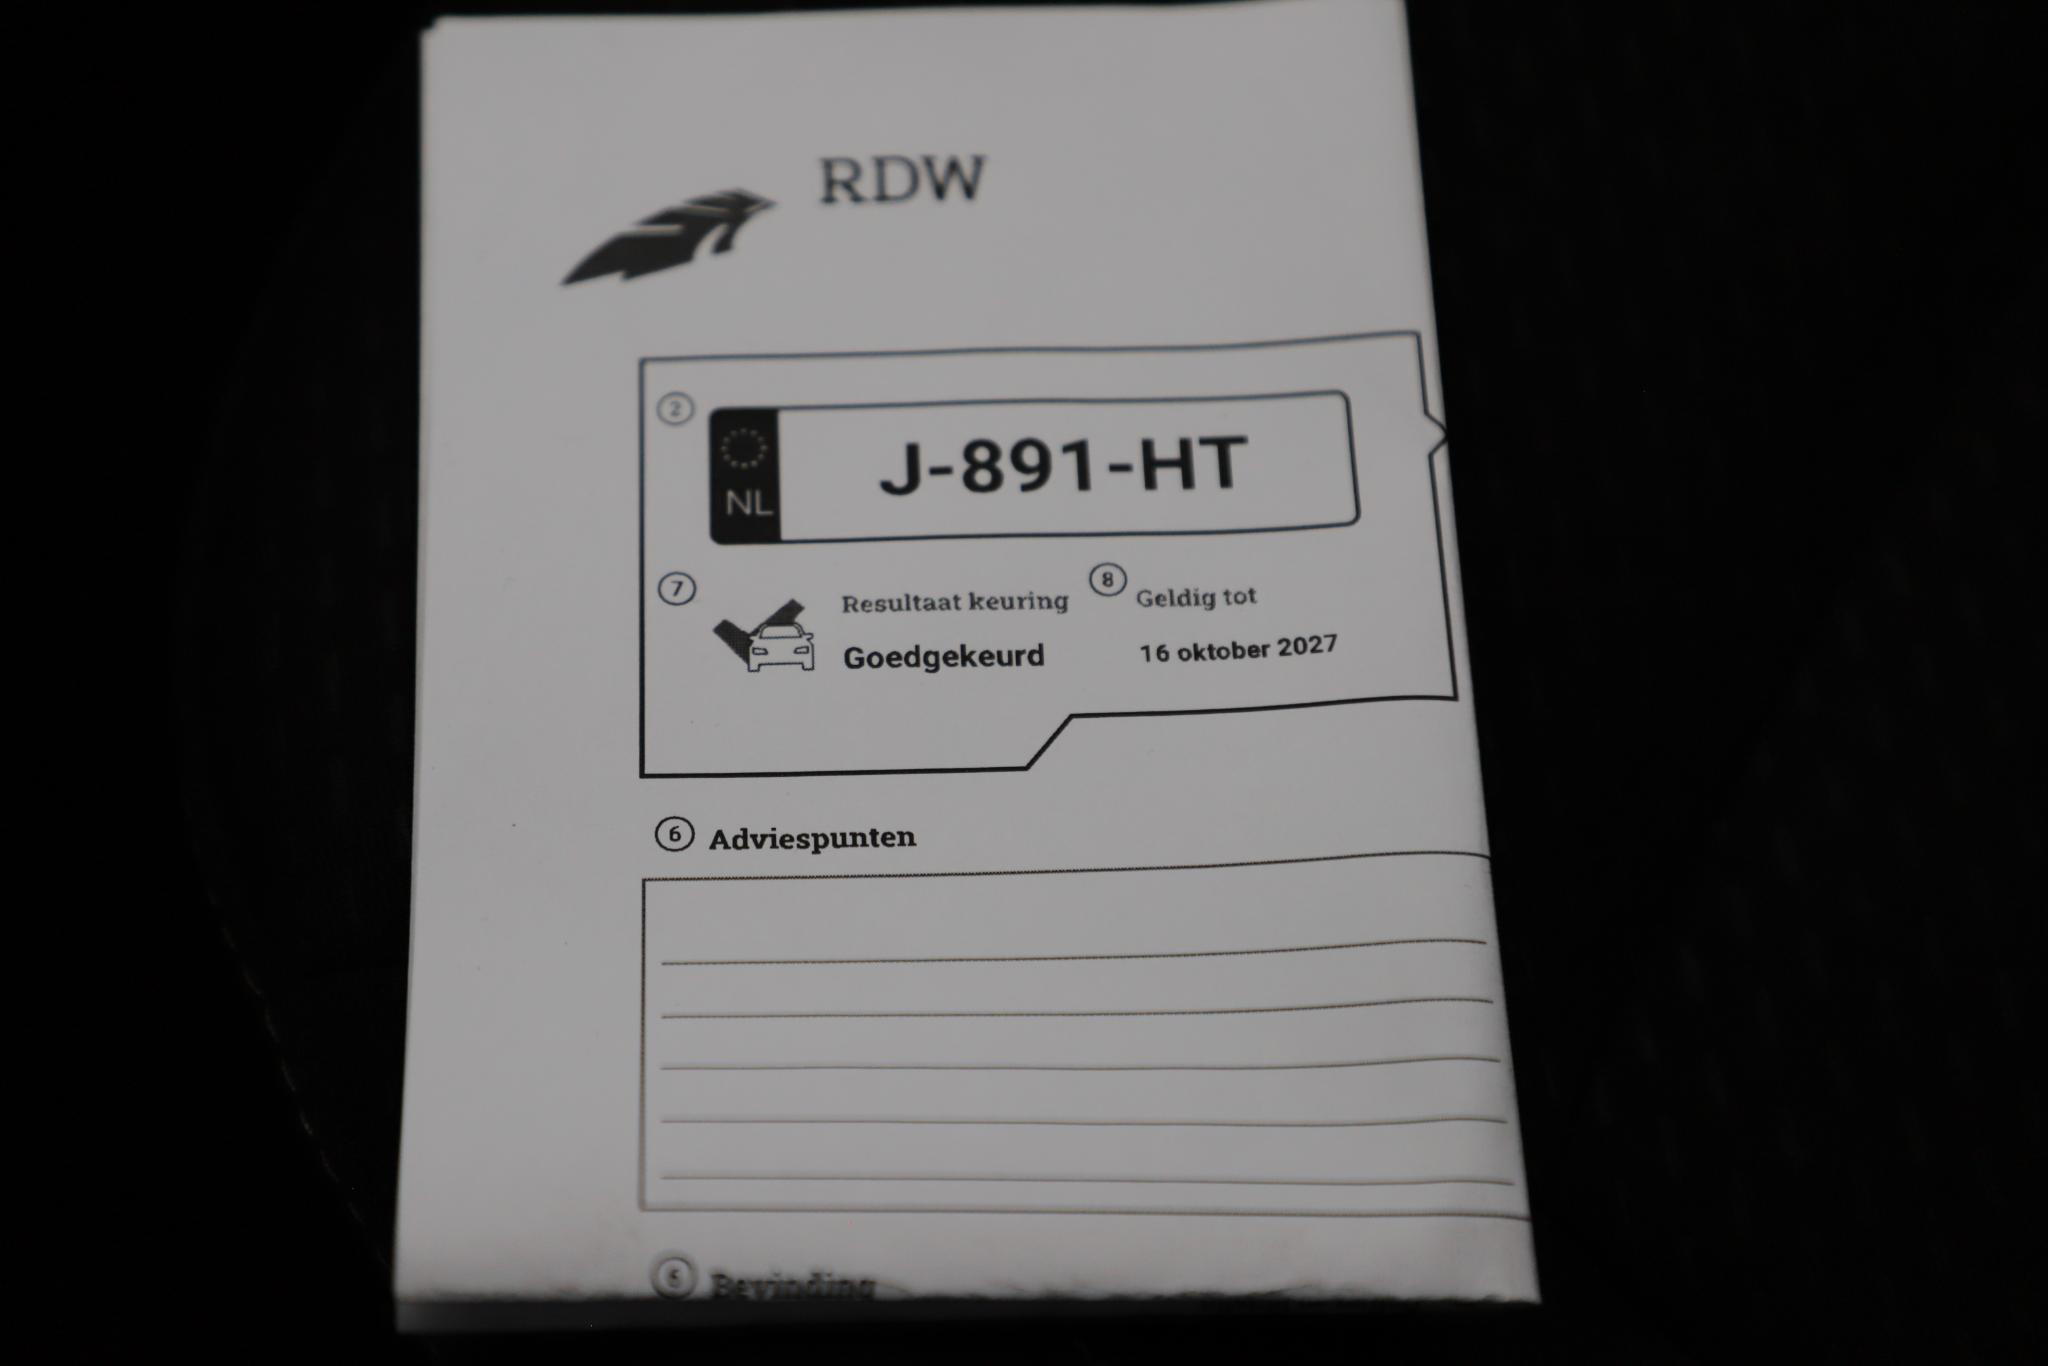 RDW
2
NL
J-891-HT
7 Resultaat keuring 8 Geldig tot
Goedgekeurd 16 oktober 2027
6 Adviespunten
6 Bevinding